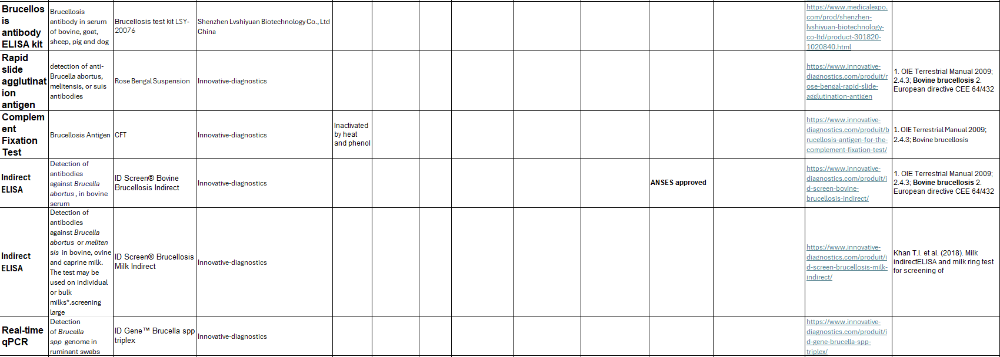 Brucellos
is
antibody
ELISA kit
Brucellosis
antibody in serum
of bovine, goat,
sheep, pig and dog
Brucellosis test kit LSY-
20076
Shenzhen Lvshiyuan Biotechnology Co., Ltd
China
https://www.medicalexpo.
com/prod/shenzhen-
lvshiyuan-biotechnology-
co-ltd/product-301820-
1020840.html
Rapid
slide
agglutinat
ion
antigen
detection of anti-
Brucella abortus,
melitensis, or suis
antibodies
Rose Bengal Suspension
Innovative-diagnostics
https://www.innovative-
diagnostics.com/produit/r
ose-bengal-rapid-slide-
agglutination-antigen
1. OIE Terrestrial Manual 2009;
2.4.3; Bovine brucellosis 2.
European directive CEE 64/432
Complem
ent
Fixation
Test
Brucellosis Antigen
CFT
Innovative-diagnostics
Inactivated
by heat
and phenol
https://www.innovative-
diagnostics.com/produit/b
rucellosis-antigen-for-the-
complement-fixation-test/
1. OIE Terrestrial Manual 2009;
2.4.3; Bovine brucellosis
Indirect
ELISA
Detection of
antibodies
against Brucella
abortus , in bovine
serum
ID Screen® Bovine
Brucellosis Indirect
Innovative-diagnostics
ANSES approved
https://www.innovative-
diagnostics.com/produit/i
d-screen-bovine-
brucellosis-indirect/
1. OIE Terrestrial Manual 2009;
2.4.3; Bovine brucellosis 2.
European directive CEE 64/432
Indirect
ELISA
Detection of
antibodies
against Brucella
abortus or meliten
sis in bovine, ovine
and caprine milk.
The test may be
used on individual
or bulk
milks*.screening
large
ID Screen® Brucellosis
Milk Indirect
Innovative-diagnostics
https://www.innovative-
diagnostics.com/produit/i
d-screen-brucellosis-milk-
indirect/
Khan T.I. et al. (2018). Milk
indirectELISA and milk ring test
for screening of
Real-time
qPCR
Detection
of Brucella
spp genome in
ruminant swabs
ID Gene™ Brucella spp
triplex
Innovative-diagnostics
https://www.innovative-
diagnostics.com/produit/i
d-gene-brucella-spp-
triplex/